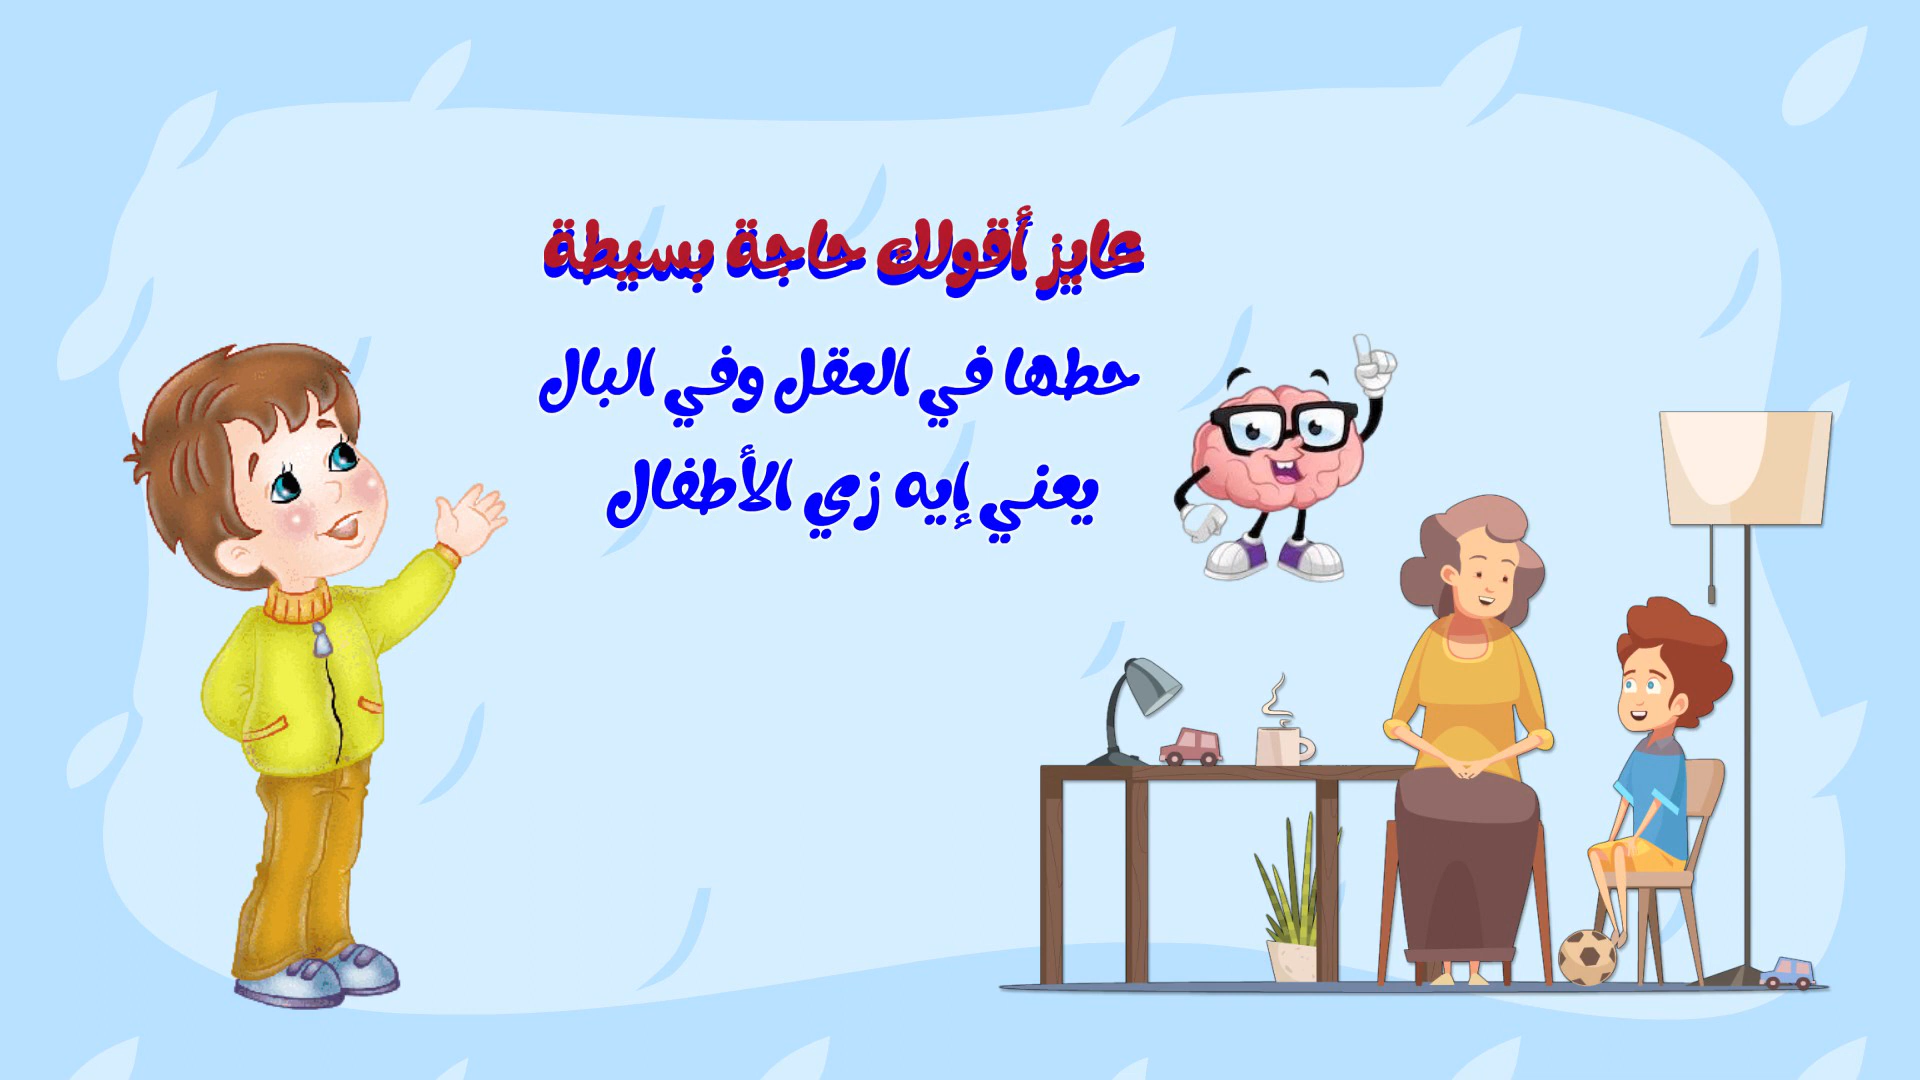 عايز أقولك حاجة بسيطة
حطها في العقل وفي البال
يعني إيه زي الأطفال